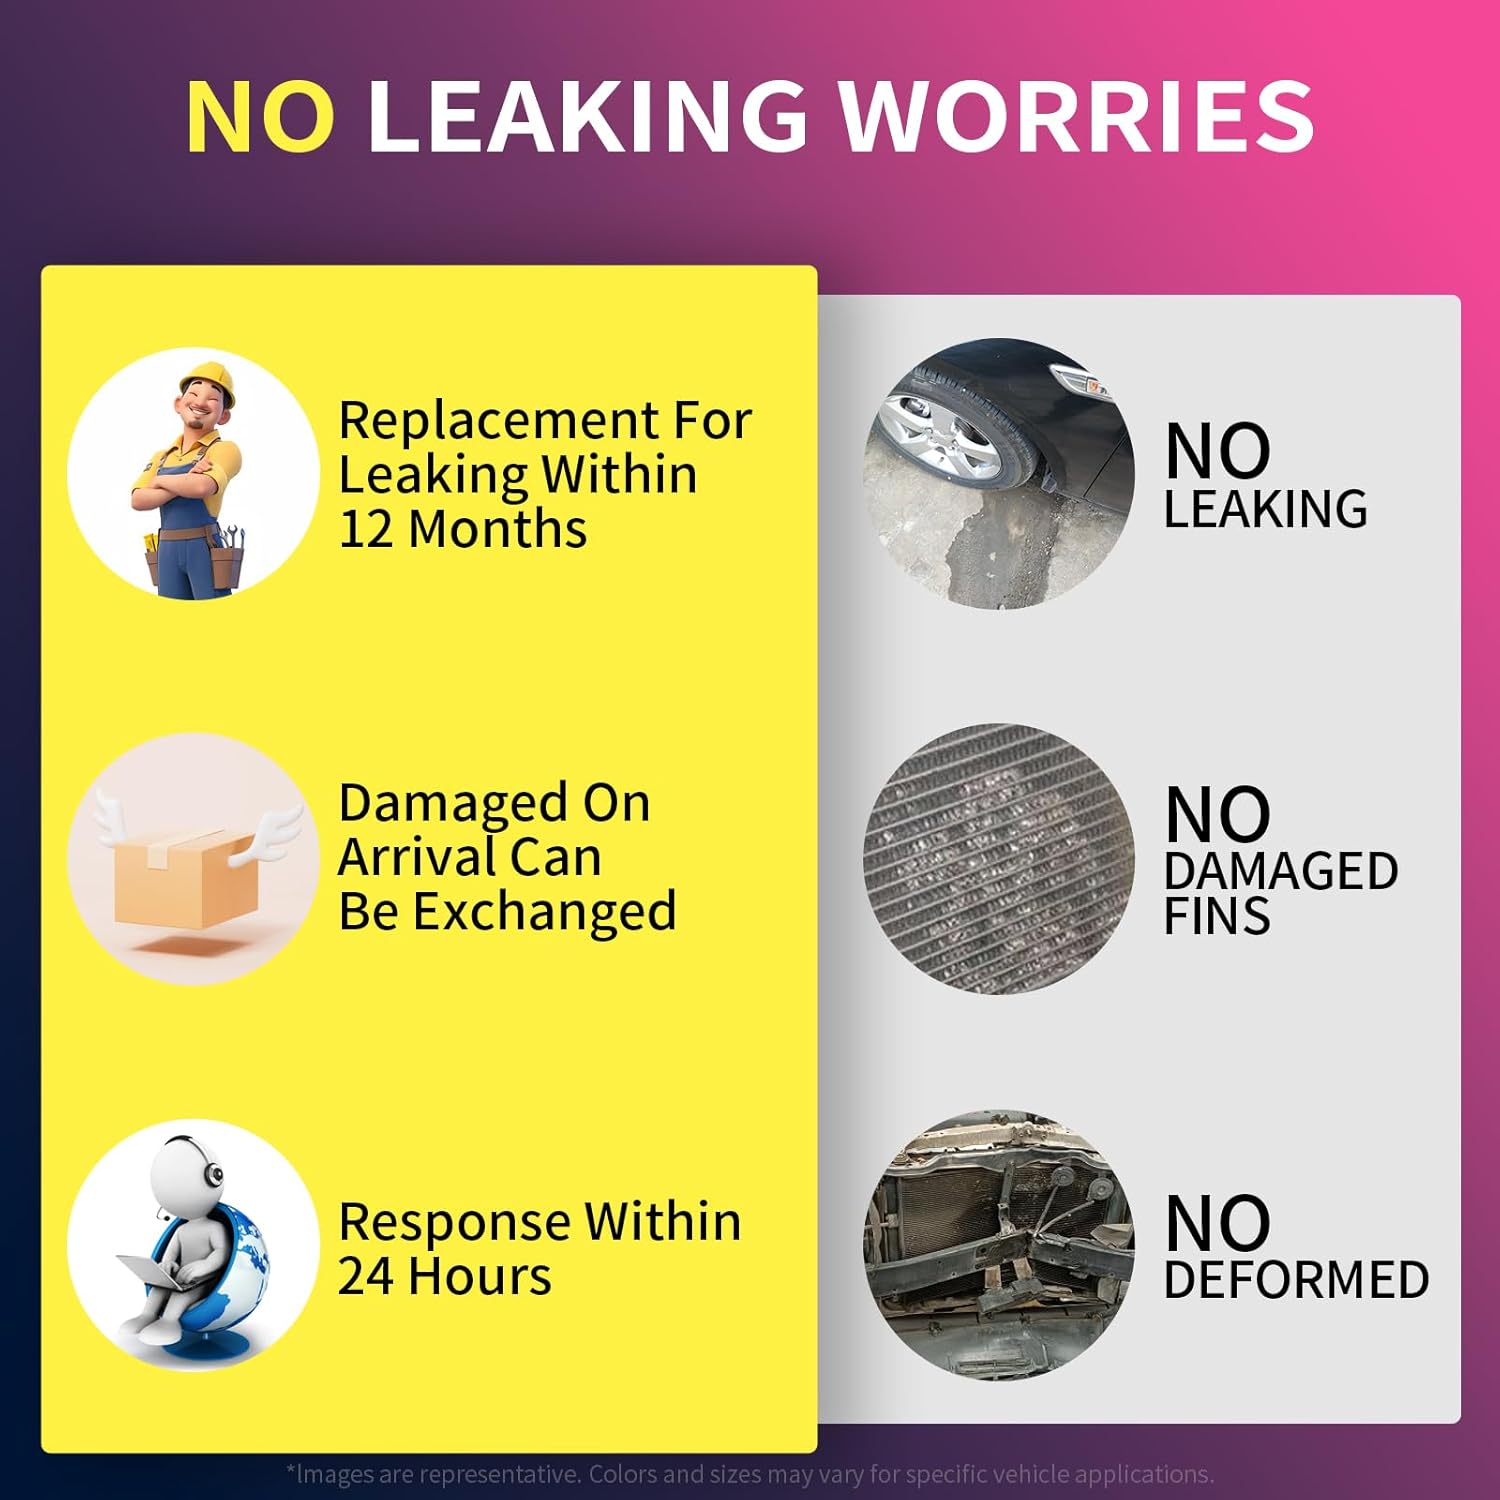 NO LEAKING WORRIES
Replacement For
Leaking Within
12 Months
Damaged On
Arrival Can
Be Exchanged
Response Within
24 Hours
NO
LEAKING
NO
DAMAGED
FINS
NO
DEFORMED
*Images are representative. Colors and sizes may vary for specific vehicle applications.